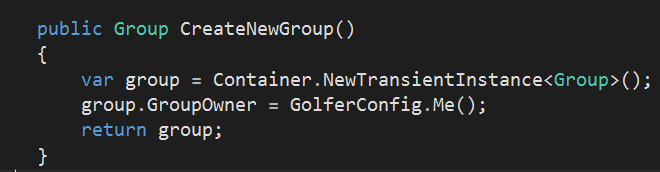 public Group CreateNewGroup()
{
var group = Container.NewTransientInstance<Group>();
group.GroupOwner = GolferConfig.Me();
return group;
}